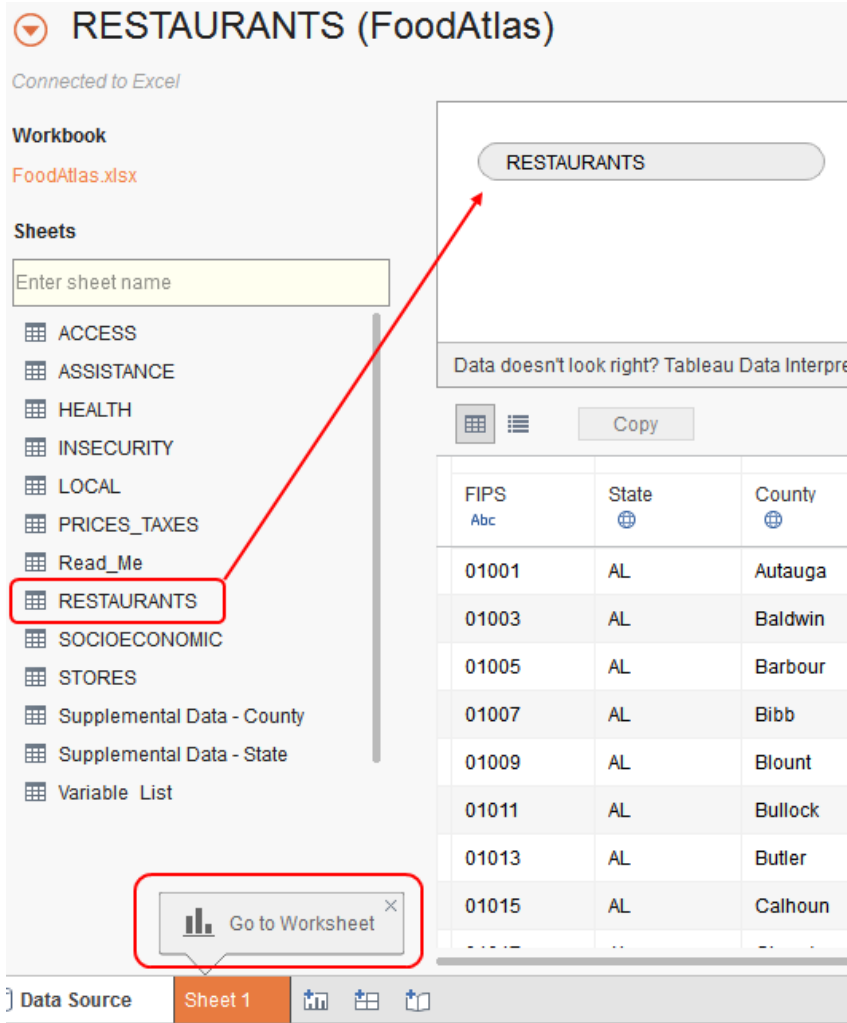 RESTAURANTS (FoodAtlas)
Connected to Excel
Workbook
FoodAtlas.xlsx
Sheets
Enter sheet name
ACCESS
ASSISTANCE
HEALTH
INSECURITY
LOCAL
PRICES_TAXES
Read_Me
RESTAURANTS
SOCIOECONOMIC
STORES
Supplemental Data - County
Supplemental Data - State
Variable List
RESTAURANTS
Data doesn't look right? Tableau Data Interpre
Copy
FIPS State County
Abc
01001 AL Autauga
01003 AL Baldwin
01005 AL Barbour
01007 AL Bibb
01009 AL Blount
01011 AL Bullock
01013 AL Butler
01015 AL Calhoun
Go to Worksheet
Data Source Sheet 1